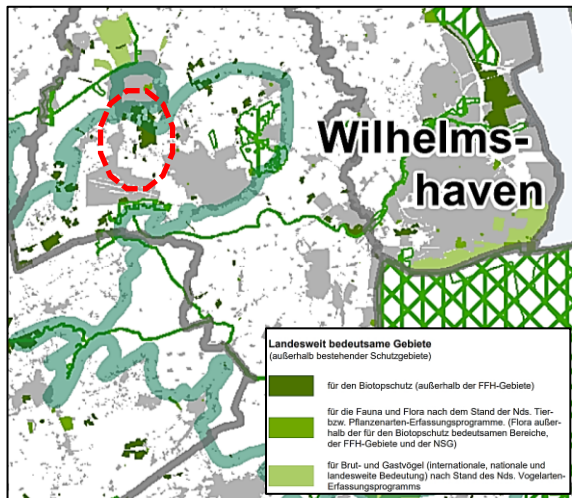 Wilhelms-
haven
Landesweit bedeutsame Gebiete
(außerhalb bestehender Schutzgebiete)
für den Biotopschutz (außerhalb der FFH-Gebiete)
für die Fauna und Flora nach dem Stand der Nds. Tier-
bzw. Pflanzenarten-Erfassungsprogramme. (Flora außer-
halb der für den Biotopschutz bedeutsamen Bereiche,
der FFH-Gebiete und der NSG)
für Brut- und Gastvögel (internationale, nationale und
landesweite Bedeutung) nach Stand des Nds. Vogelarten-
Erfassungsprogramms